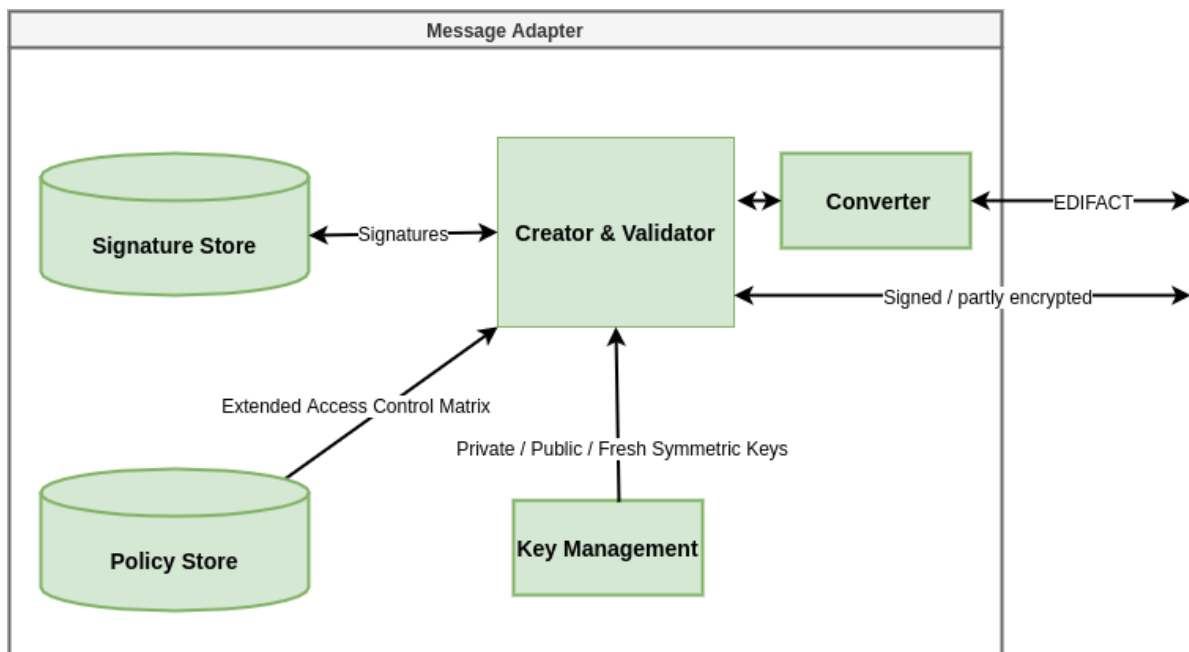 Message Adapter
Converter
EDIFACT
Signature Store
Signatures
Creator & Validator
Signed / partly encrypted
Extended Access Control Matrix
Private / Public / Fresh Symmetric Keys
Policy Store
Key Management